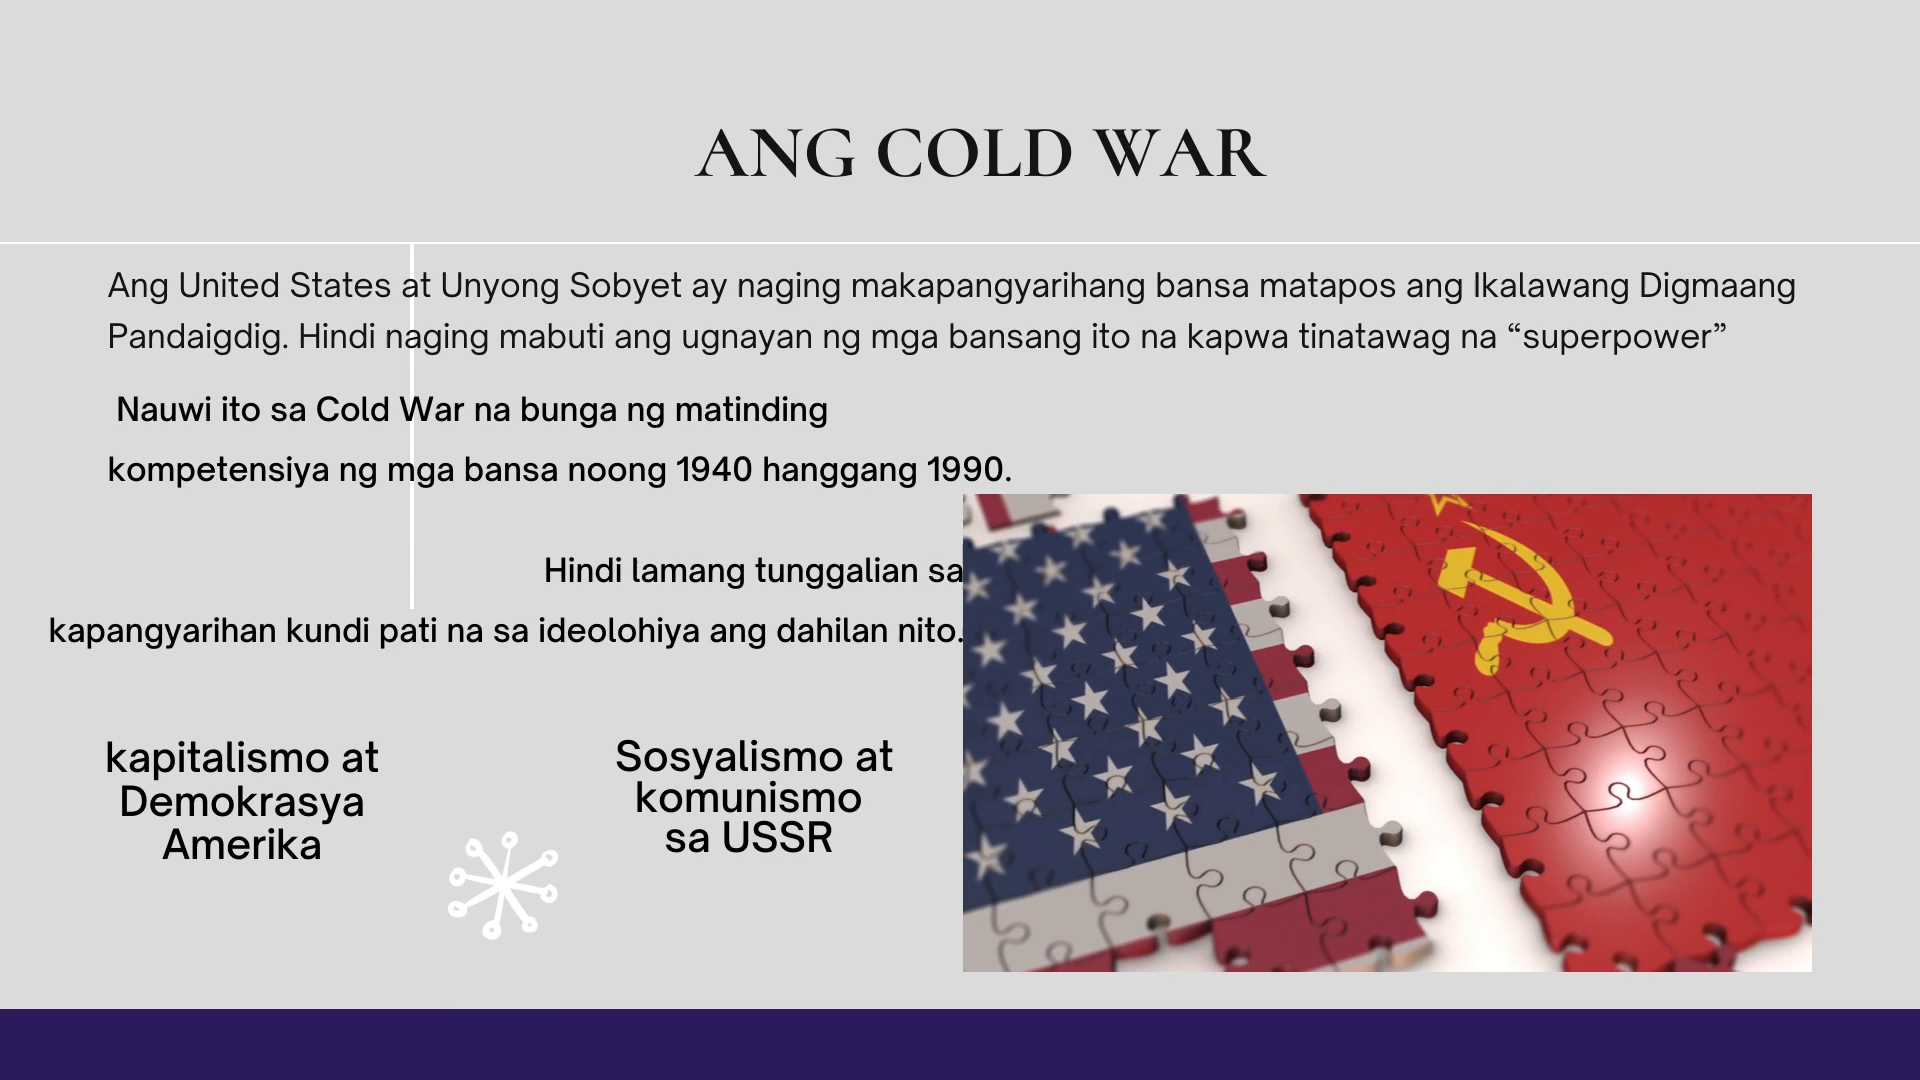 ANG COLD WAR
Ang United States at Unyong Sobyet ay naging makapangyarihang bansa matapos ang Ikalawang Digmaang
Pandaigdig. Hindi naging mabuti ang ugnayan ng mga bansang ito na kapwa tinatawag na “superpower”
Nauwi ito sa Cold War na bunga ng matinding
kompetensiya ng mga bansa noong 1940 hanggang 1990.
Hindi lamang tunggalian sa
kapangyarihan kundi pati na sa ideolohiya ang dahilan nito.
kapitalismo at
Demokrasya
Amerika
Sosyalismo at
komunismo
sa USSR